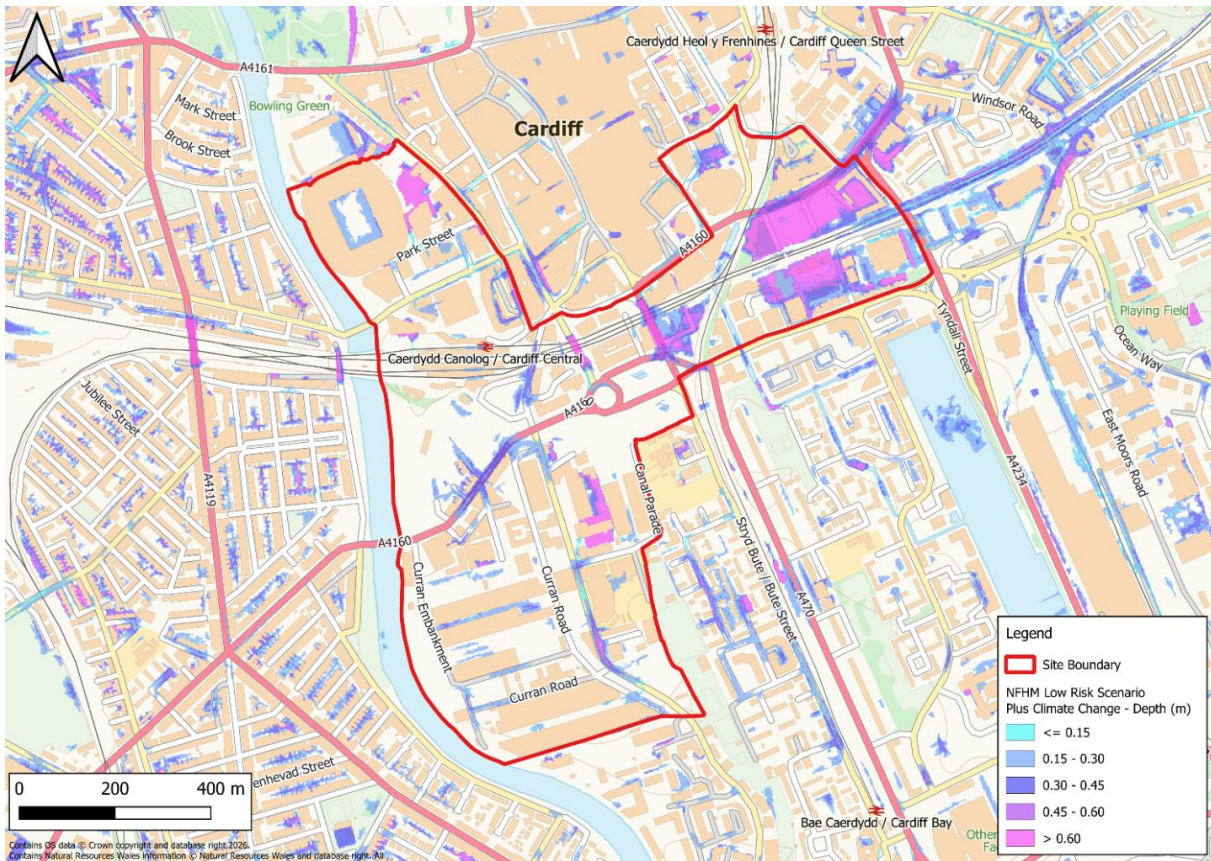 Caerdydd Heol y Frenhines / Cardiff Queen Street
A4161
Mark Street
Brook Street
Bowling Green
Cardiff
Windsor Road
Park Street
A4160
Tyndall Street
Playing Field
Ocean Way
Caerdydd Canolog / Cardiff Central
Jubilee Street
A4160
A4119
Canal Parade
A4234
East Moors Road
A4160
Stryd Bute / Bute Street
A470
Curran Embankment
Curran Road
Curran Road
enhevad Street
Bae Caerdydd / Cardiff Bay
Other
Fac
Legend
Site Boundary
NFHM Low Risk Scenario
Plus Climate Change - Depth (m)
<= 0.15
0.15 - 0.30
0.30 - 0.45
0.45 - 0.60
> 0.60
0 200 400 m
Contains OS data © Crown copyright and database right 2026.
Contains Natural Resources Wales information © Natural Resources Wales and database right. All